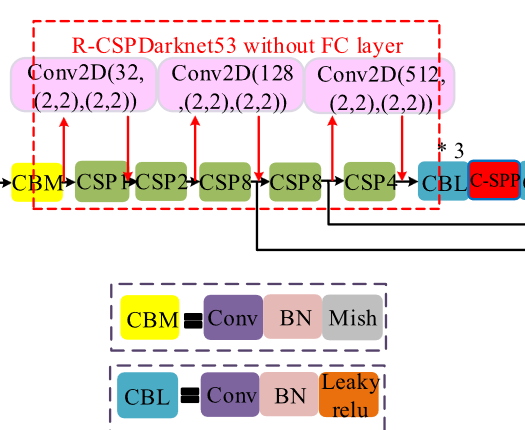 R-CSPDarknet53 without FC layer
Conv2D(32, Conv2D(128 Conv2D(512,
(2,2),(2,2)) ,(2,2),(2,2)) (2,2),(2,2))
* 3
CBM CSP1 CSP2 CSP8 CSP8 CSP4 CBL C-SPP
CBM = Conv BN Mish
CBL = Conv BN Leaky
relu